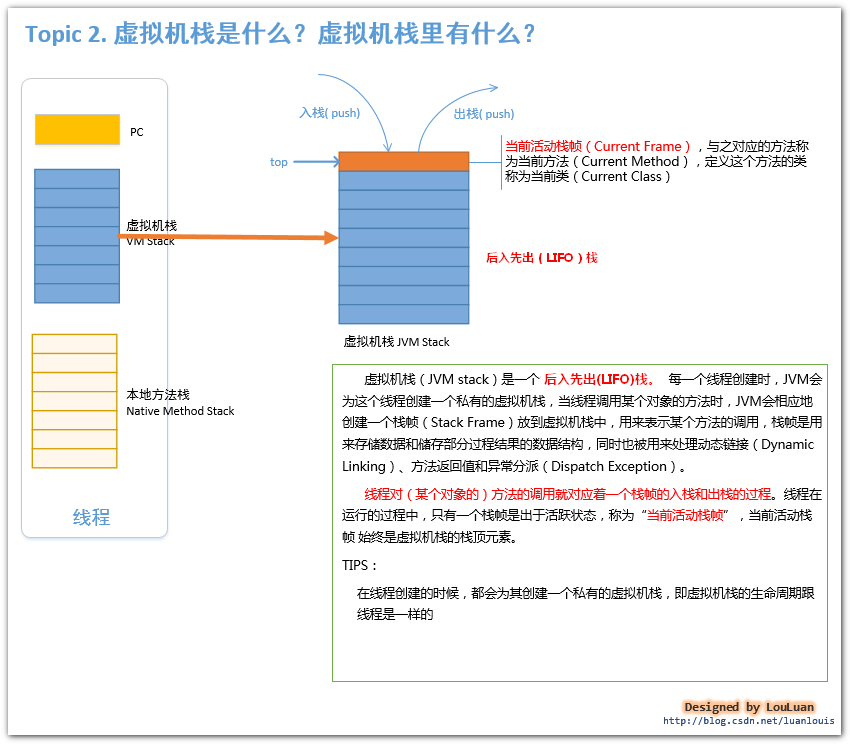 Topic 2. 虚拟机栈是什么？虚拟机栈里有什么？
PC
虚拟机栈
VM Stack
本地方法栈
Native Method Stack
线程
入栈( push)
出栈( push)
top
当前活动栈帧（Current Frame），与之对应的方法称
为当前方法（Current Method），定义这个方法的类
称为当前类（Current Class）
后入先出（ LIFO ）栈
虚拟机栈 JVM Stack
虚拟机栈（JVM stack）是一个 后入先出(LIFO)栈。 每一个线程创建时，JVM会
为这个线程创建一个私有的虚拟机栈，当线程调用某个对象的方法时，JVM会相应地
创建一个栈帧（Stack Frame）放到虚拟机栈中，用来表示某个方法的调用，栈帧是用
来存储数据和储存部分过程结果的数据结构，同时也被用来处理动态链接（Dynamic
Linking）、方法返回值和异常分派（Dispatch Exception）。
线程对（某个对象的）方法的调用就对应着一个栈帧的入栈和出栈的过程。线程在
运行的过程中，只有一个栈帧是出于活跃状态，称为“当前活动栈帧”，当前活动栈
帧 始终是虚拟机栈的栈顶元素。
TIPS：
在线程创建的时候，都会为其创建一个私有的虚拟机栈，即虚拟机栈的生命周期跟
线程是一样的
Designed by LouLuan
http://blog.csdn.net/luanlouis